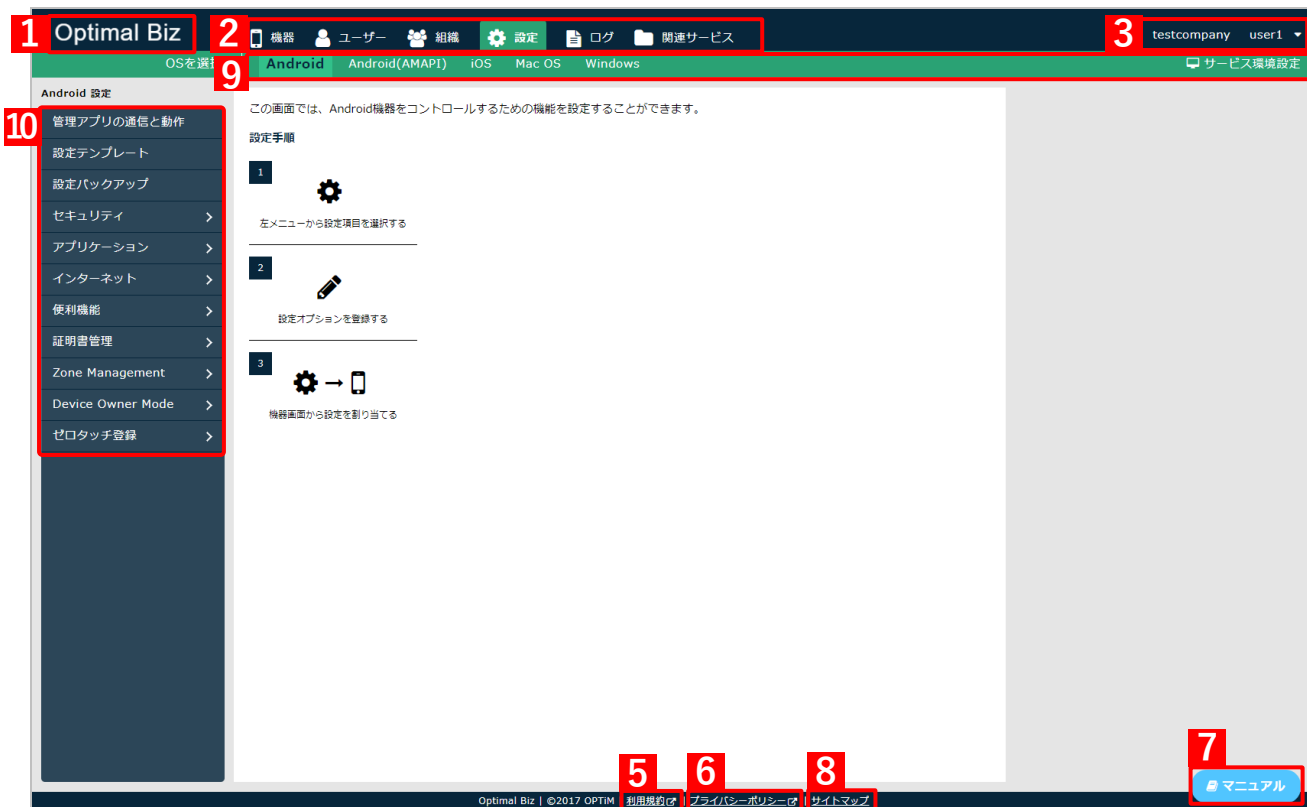 1 Optimal Biz 2 機器 ユーザー 組織 設定 ログ 関連サービス 3 testcompany user1
OSを選 9 Android Android(AMAPI) iOS Mac OS Windows サービス環境設定
Android 設定
10
管理アプリの通信と動作
設定テンプレート
設定バックアップ
セキュリティ
アプリケーション
インターネット
便利機能
証明書管理
Zone Management
Device Owner Mode
ゼロタッチ登録
この画面では、Android機器をコントロールするための機能を設定することができます。
設定手順
1
左メニューから設定項目を選択する
2
設定オプションを登録する
3
機器画面から設定を割り当てる
7
マニュアル
5 6 8
Optimal Biz | ©2017 OPTiM 利用規約 | プライバシーポリシー | サイトマップ